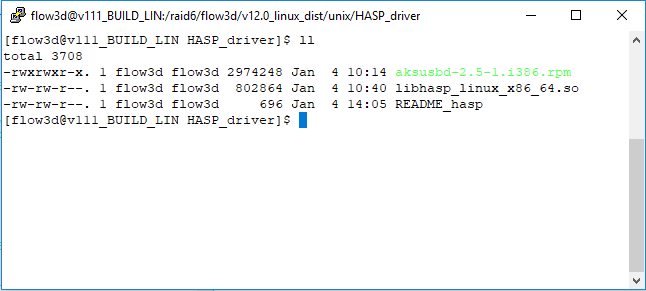 flow3d@v111_BUILD_LIN:/raid6/flow3d/v12.0_linux_dist/unix/HASP_driver
[flow3d@v111_BUILD_LIN HASP_driver]$ ll
total 3708
-rwxrwxr-x. 1 flow3d flow3d 2974248 Jan  4 10:14 aksusbd-2.5-1.i386.rpm
-rw-rw-r--. 1 flow3d flow3d  802864 Jan  4 10:40 libhasp_linux_x86_64.so
-rw-rw-r--. 1 flow3d flow3d     696 Jan  4 14:05 README_hasp
[flow3d@v111_BUILD_LIN HASP_driver]$